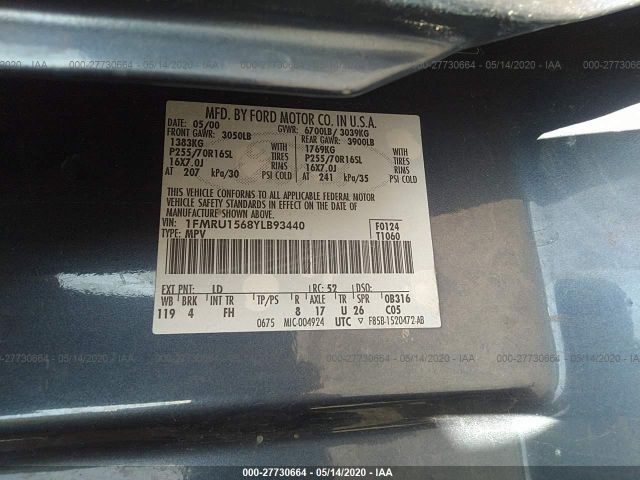 000-27730664 - 05/14/2020 - IAA
MFD. BY FORD MOTOR CO. IN U.S.A.
DATE: 05/00 GVWR: 6700LB/ 3039KG
FRONT GAWR: 3050LB REAR GAWR: 3900LB
1383KG WITH 1769KG WITH
P255/70R16SL TIRES P255/70R16SL TIRES
16X7.0J RIMS 16X7.0J RIMS
AT 207 kPa/30 PSI COLD AT 241 kPa/35 PSI COLD
THIS VEHICLE CONFORMS TO ALL APPLICABLE FEDERAL MOTOR
VEHICLE SAFETY STANDARDS IN EFFECT ON THE DATE OF
MANUFACTURE SHOWN ABOVE.
VIN: 1FMRU1568YLB93440 F0124
TYPE: MPV T1060
EXT PNT: LD RC: 52 DSO:
WB BRK INT TR TP/PS R AXLE TR SPR 0B316
119 4 FH 8 17 U 26 C05
0675 MIC-004924 UTC F85B-1520472-AB
000-27730664 - 05/14/2020 - IAA